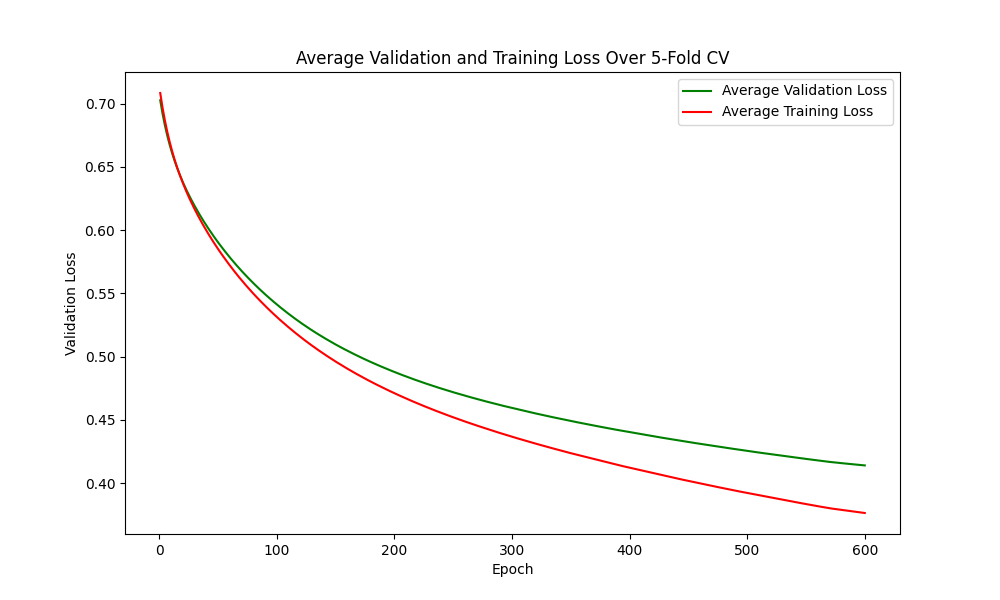 Average Validation and Training Loss Over 5-Fold CV
Average Validation Loss
Average Training Loss
Validation Loss
0.70
0.65
0.60
0.55
0.50
0.45
0.40
0
100
200
300
400
500
600
Epoch